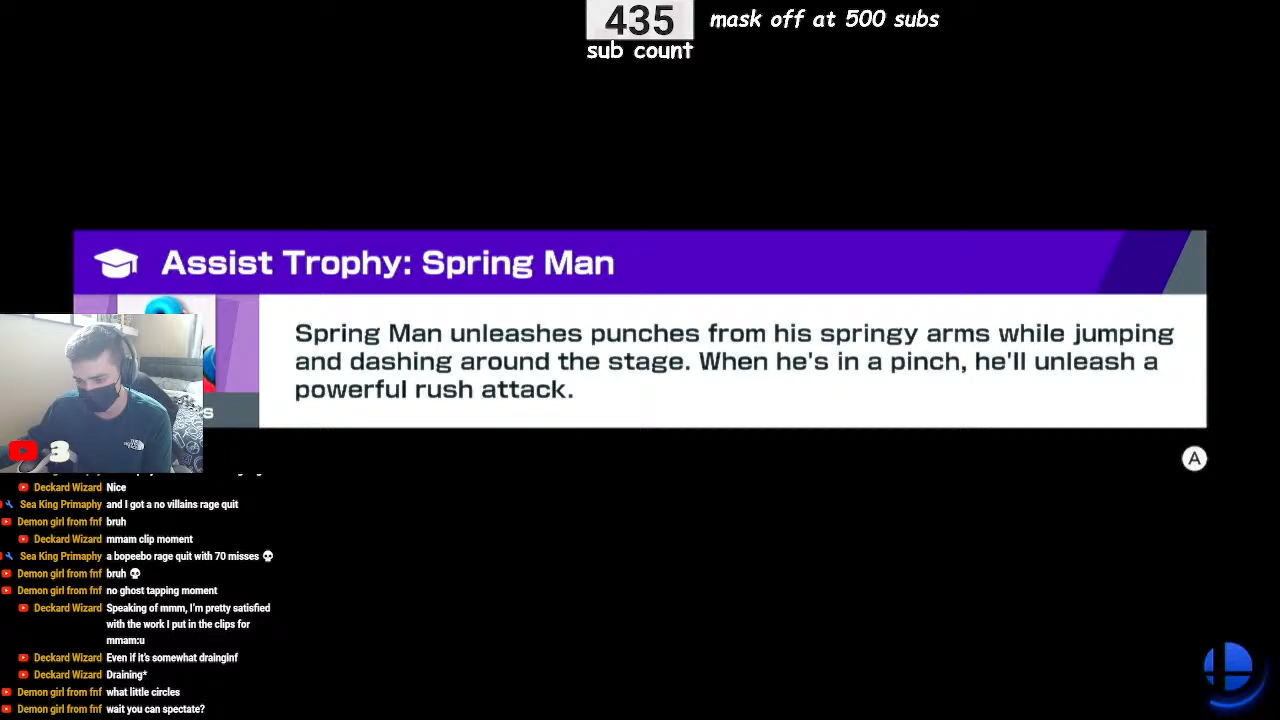 435
mask off at 500 subs
sub count
Assist Trophy: Spring Man
Spring Man unleashes punches from his springy arms while jumping
and dashing around the stage. When he's in a pinch, he'll unleash a
powerful rush attack.
s
3
A
Deckard Wizard Nice
Sea King Primaphy and I got a no villains rage quit
Demon girl from fnf bruh
Deckard Wizard mmam clip moment
Sea King Primaphy a bopeebo rage quit with 70 misses 💀
Demon girl from fnf bruh 💀
Demon girl from fnf no ghost tapping moment
Deckard Wizard Speaking of mmm, I'm pretty satisfied
with the work I put in the clips for
mmam:u
Deckard Wizard Even if it's somewhat drainginf
Deckard Wizard Draining*
Demon girl from fnf what little circles
Demon girl from fnf wait you can spectate?